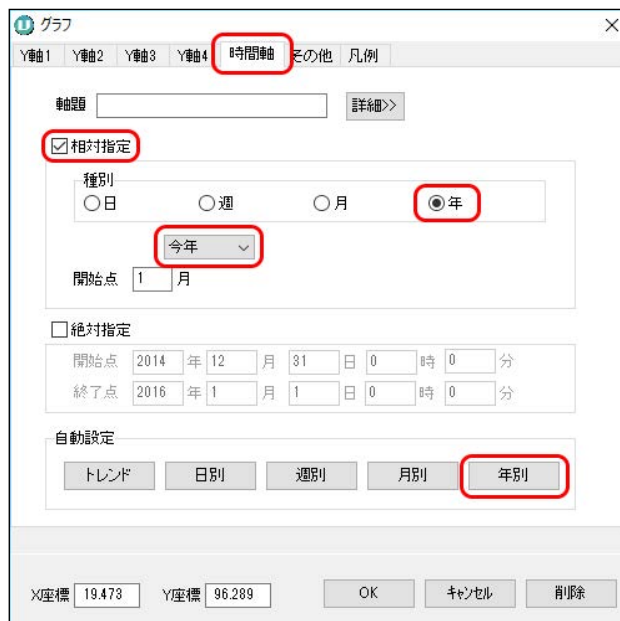 グラフ
Y軸1 Y軸2 Y軸3 Y軸4 時間軸 その他 凡例
軸題 詳細>>
相対指定
種別
日 週 月 年
今年
開始点 1 月
絶対指定
開始点 2014 年 12 月 31 日 0 時 0 分
終了点 2016 年 1 月 1 日 0 時 0 分
自動設定
トレンド 日別 週別 月別 年別
X座標 19.473 Y座標 96.289 OK キャンセル 削除